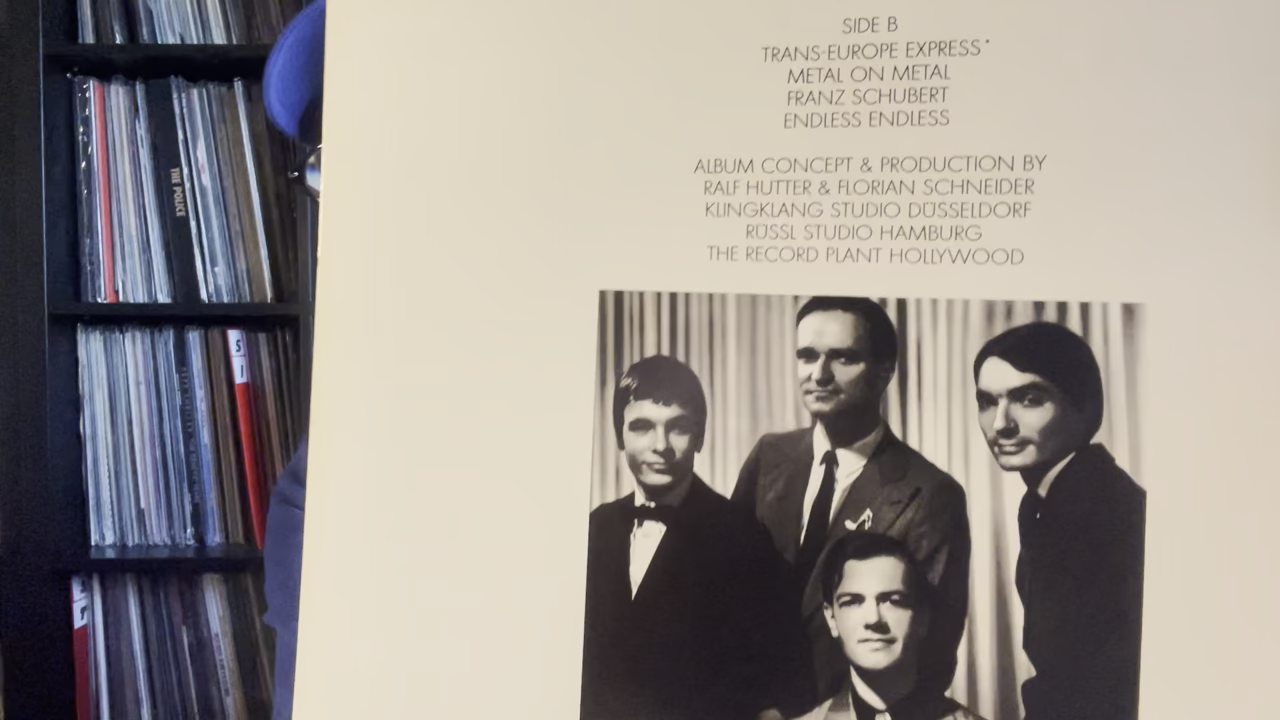 SIDE B
TRANS-EUROPE EXPRESS*
METAL ON METAL
FRANZ SCHUBERT
ENDLESS ENDLESS
ALBUM CONCEPT & PRODUCTION BY
RALF HUTTER & FLORIAN SCHNEIDER
KLINGKLANG STUDIO DÜSSELDORF
RÜSSL STUDIO HAMBURG
THE RECORD PLANT HOLLYWOOD
THE POLICE